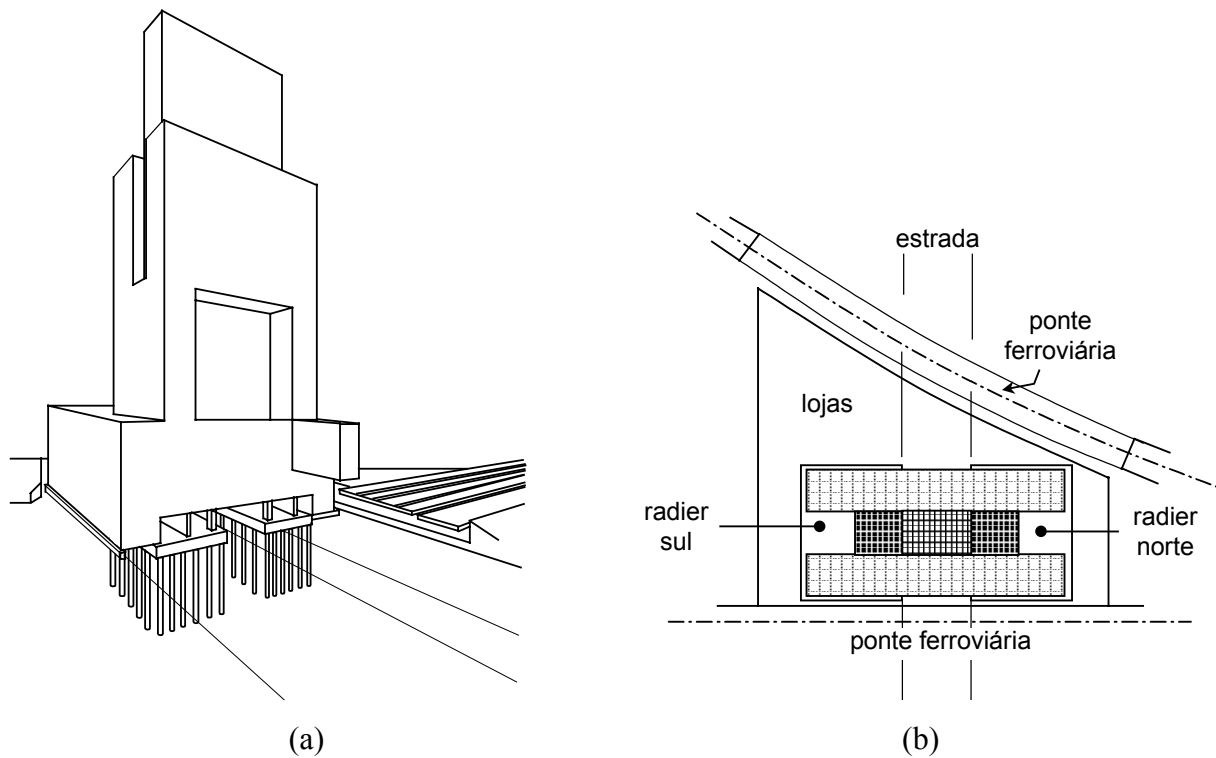 estrada
ponte
ferroviária
lojas
radier
sul
radier
norte
ponte ferroviária
(a)
(b)